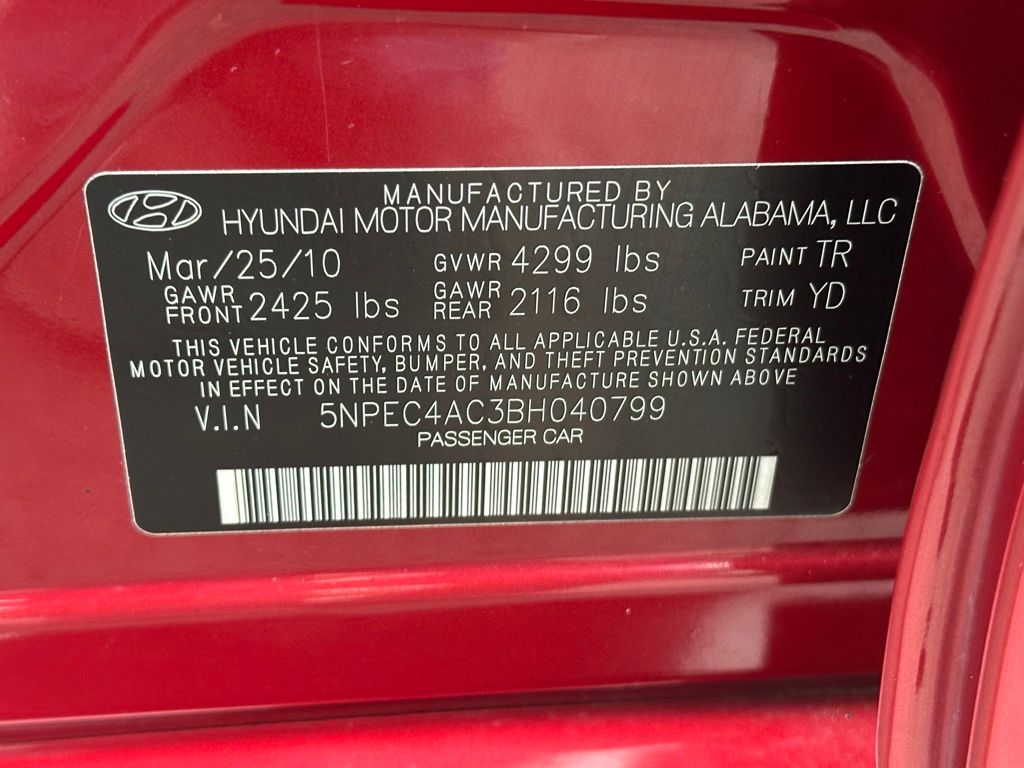 MANUFACTURED BY
HYUNDAI MOTOR MANUFACTURING ALABAMA, LLC
Mar/25/10 GVWR 4299 lbs PAINT TR
GAWR FRONT 2425 lbs GAWR REAR 2116 lbs TRIM YD
THIS VEHICLE CONFORMS TO ALL APPLICABLE U.S.A. FEDERAL
MOTOR VEHICLE SAFETY, BUMPER, AND THEFT PREVENTION STANDARDS
IN EFFECT ON THE DATE OF MANUFACTURE SHOWN ABOVE
V.I.N 5NPEC4AC3BH040799
PASSENGER CAR